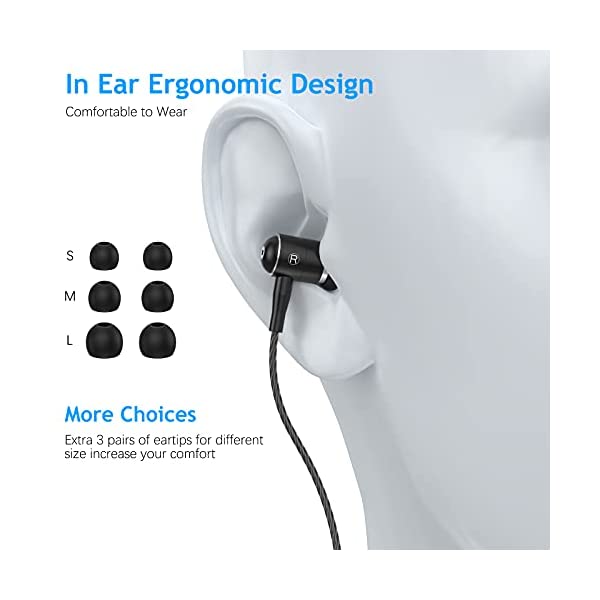 In Ear Ergonomic Design
Comfortable to Wear
S
M
L
R
More Choices
Extra 3 pairs of eartips for different
size increase your comfort